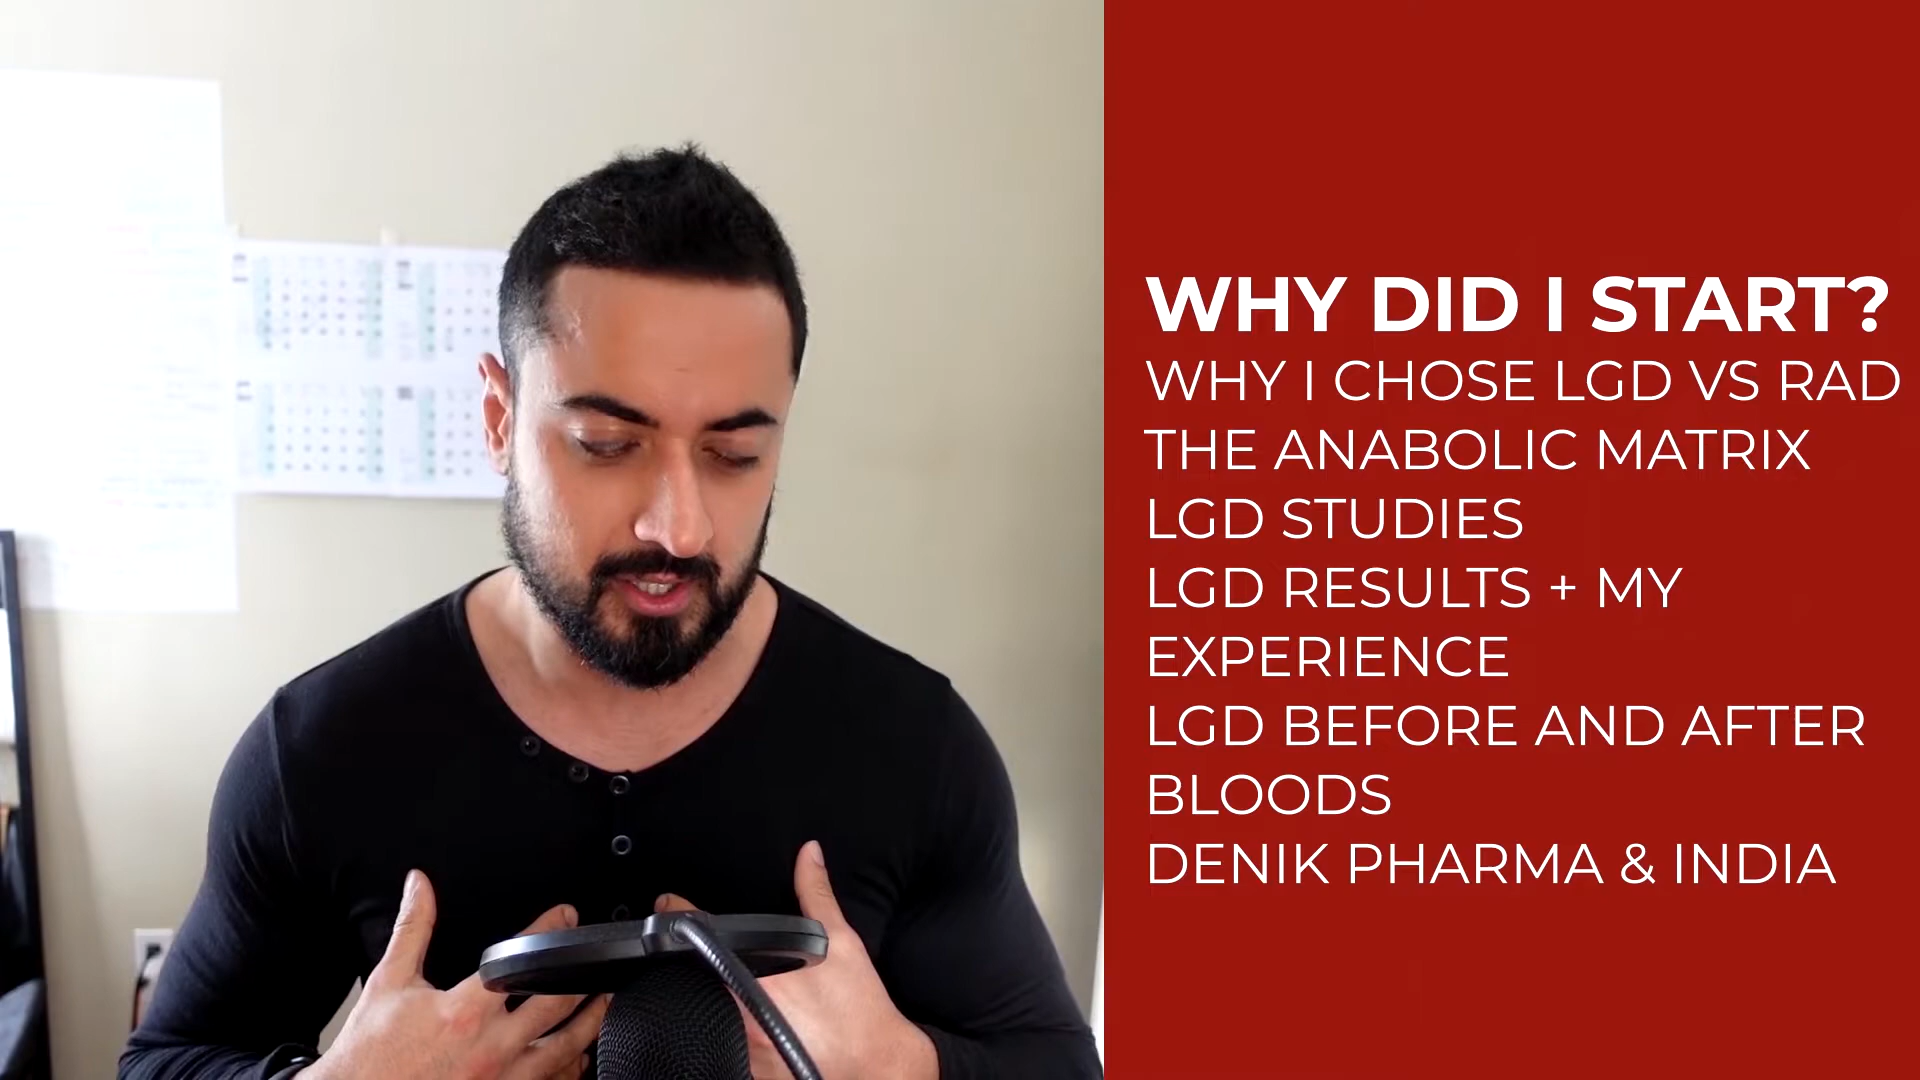 WHY DID I START?
WHY I CHOSE LGD VS RAD
THE ANABOLIC MATRIX
LGD STUDIES
LGD RESULTS + MY
EXPERIENCE
LGD BEFORE AND AFTER
BLOODS
DENIK PHARMA & INDIA